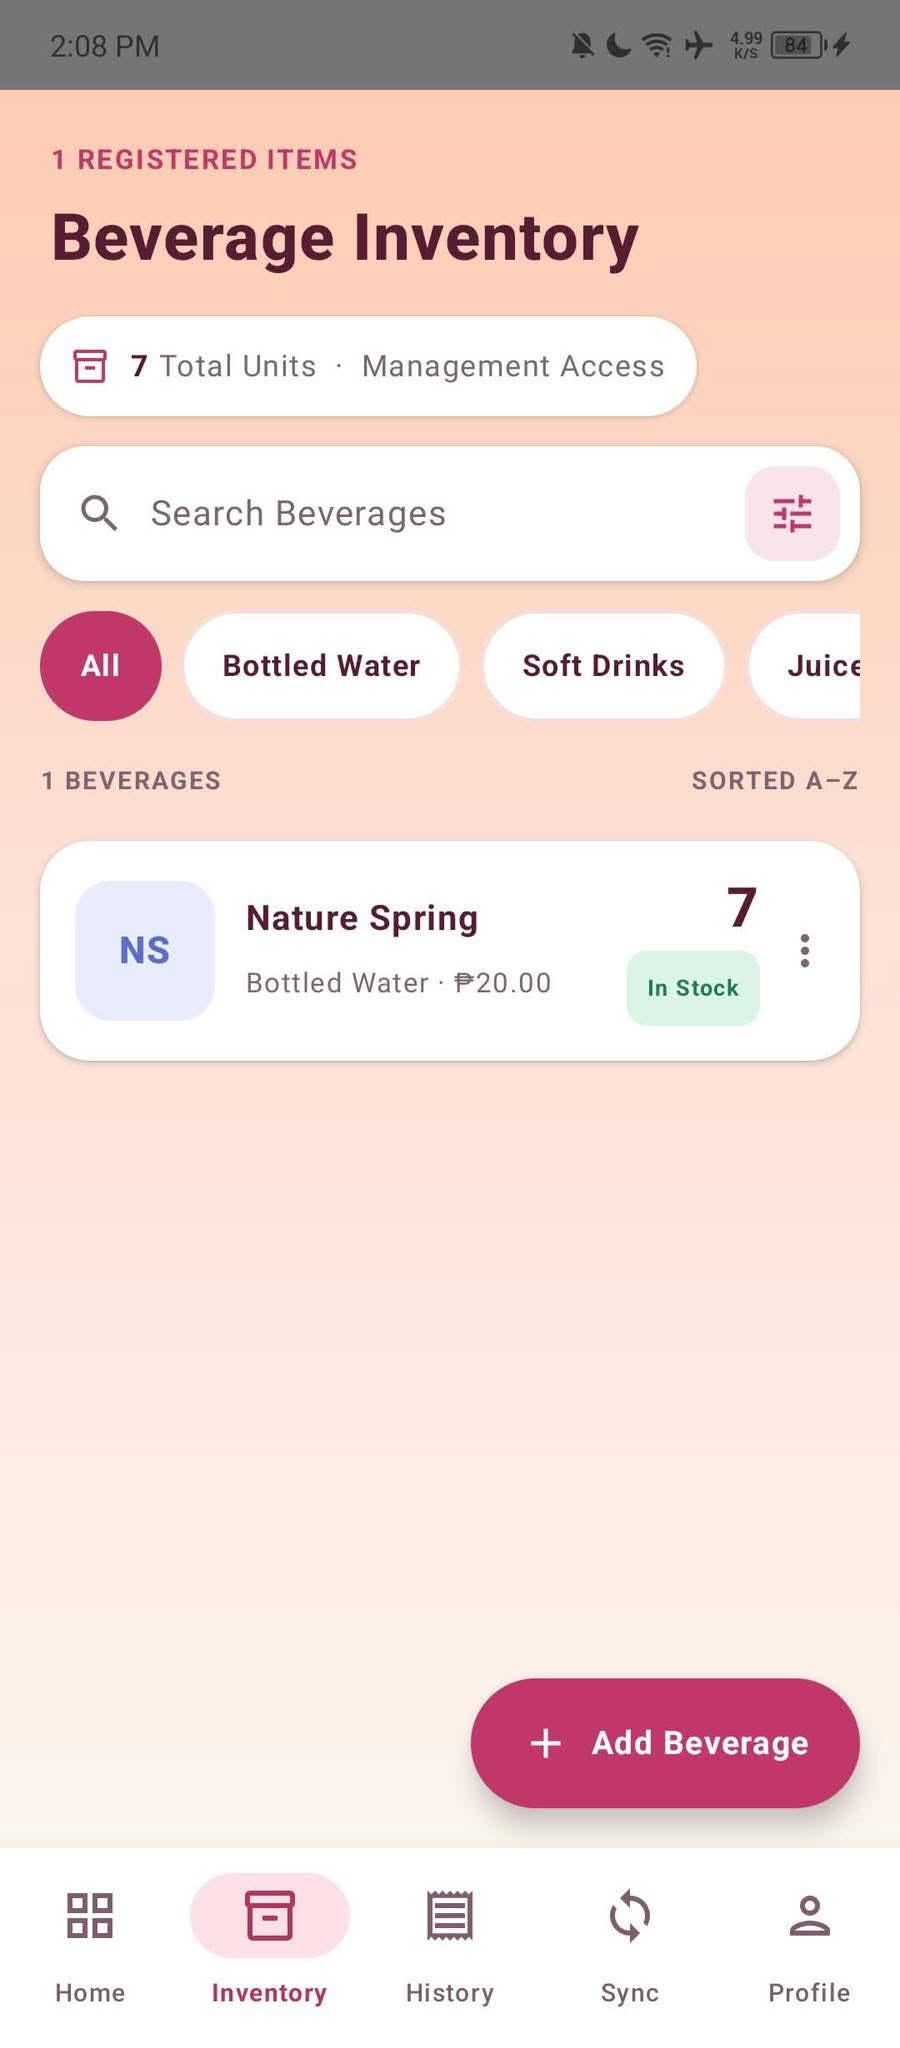 2:08 PM
4.99
K/S
84
1 REGISTERED ITEMS
Beverage Inventory
7 Total Units · Management Access
Search Beverages
All
Bottled Water
Soft Drinks
Juice
1 BEVERAGES
SORTED A–Z
NS
Nature Spring
7
Bottled Water · ₱20.00
In Stock
+ Add Beverage
Home
Inventory
History
Sync
Profile